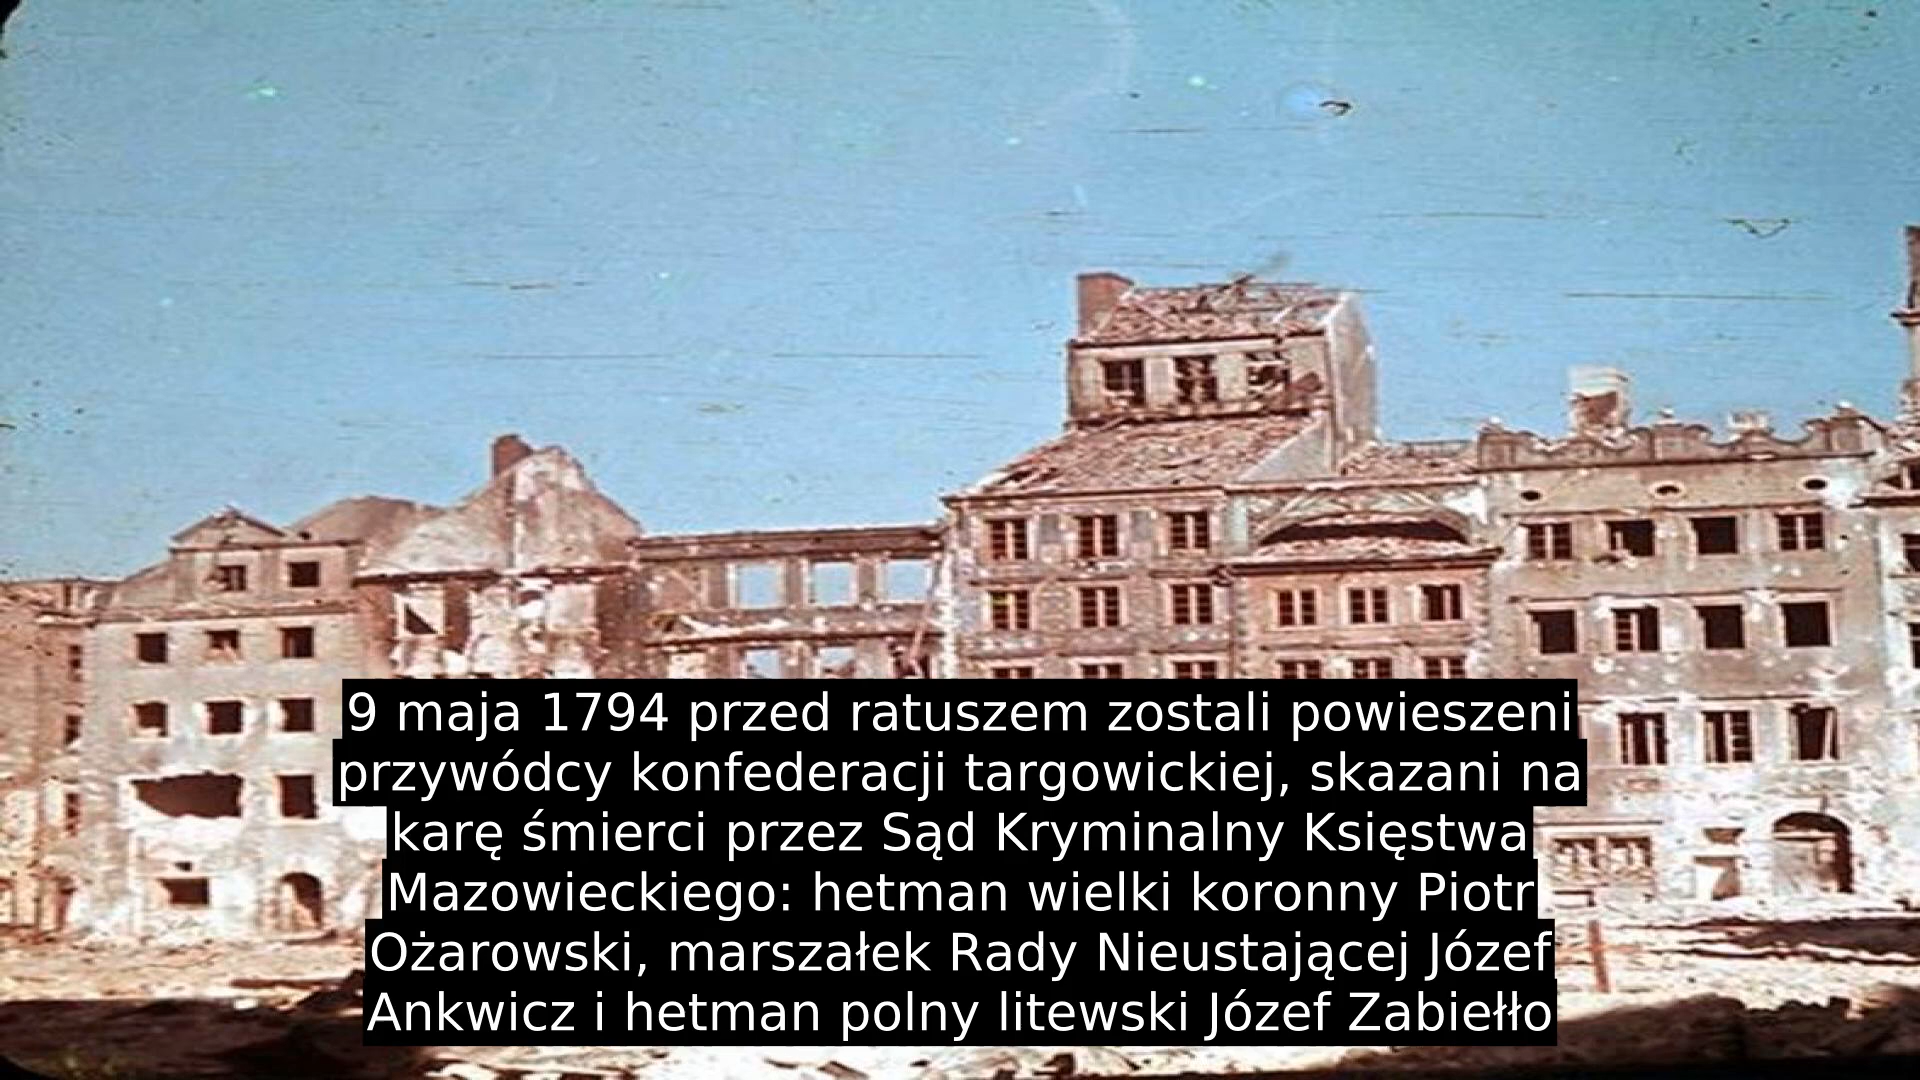 9 maja 1794 przed ratuszem zostali powieszeni
przywódcy konfederacji targowickiej, skazani na
karę śmierci przez Sąd Kryminalny Księstwa
Mazowieckiego: hetman wielki koronny Piotr
Ożarowski, marszałek Rady Nieustającej Józef
Ankwicz i hetman polny litewski Józef Zabiełło